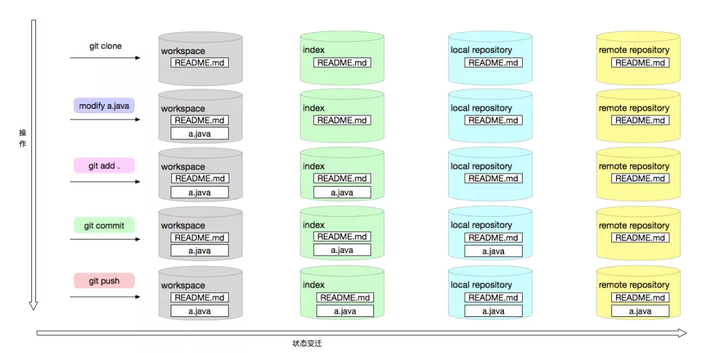 git clone
workspace
README.md
index
README.md
local repository
README.md
remote repository
README.md
modify a.java
workspace
README.md
a.java
index
README.md
local repository
README.md
remote repository
README.md
操
作
git add .
workspace
README.md
a.java
index
README.md
a.java
local repository
README.md
remote repository
README.md
git commit
workspace
README.md
a.java
index
README.md
a.java
local repository
README.md
a.java
remote repository
README.md
git push
workspace
README.md
a.java
index
README.md
a.java
local repository
README.md
a.java
remote repository
README.md
a.java
状态变迁